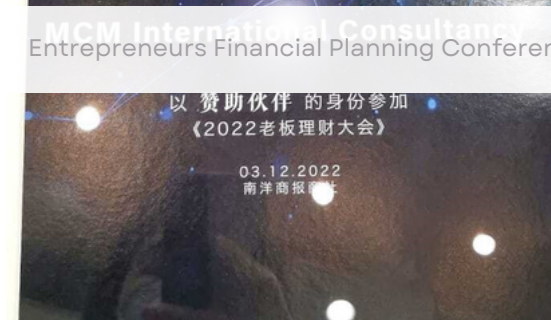 MCM International Consultancy
Entrepreneurs Financial Planning Conferen
以 赞助伙伴 的身份参加
《2022老板理财大会》
03.12.2022
南洋商报